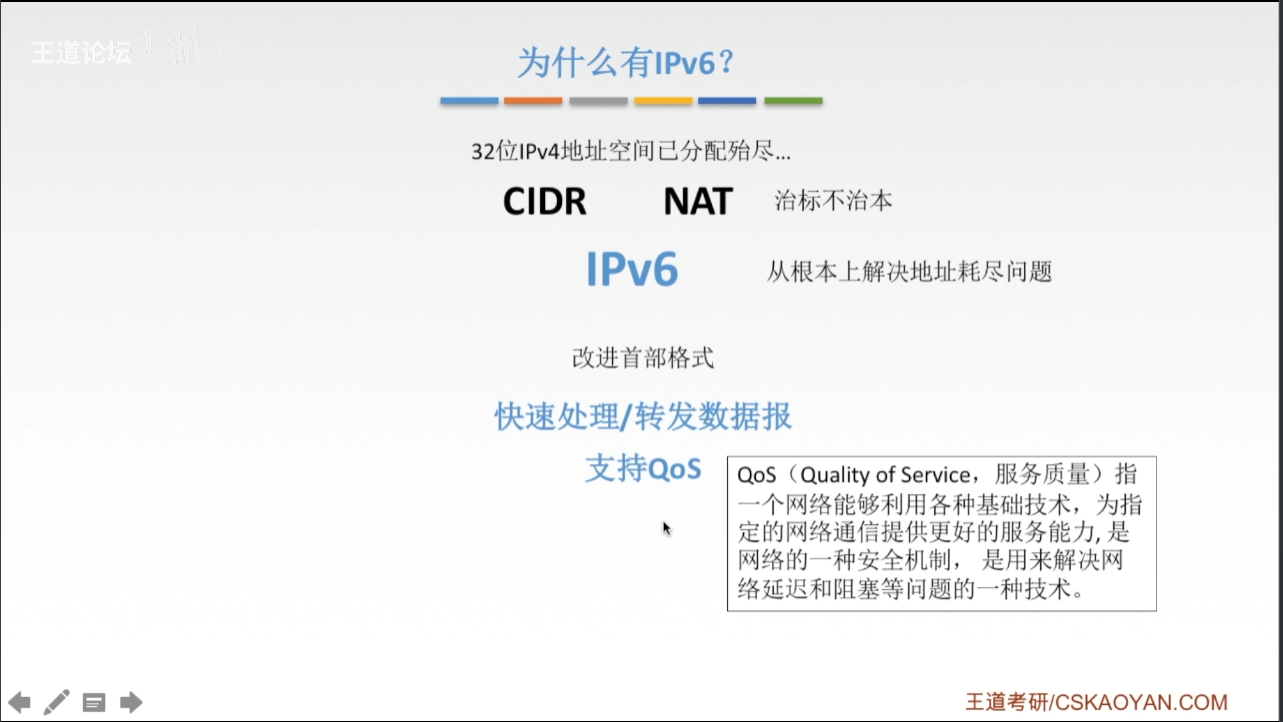 王道论坛
为什么有IPv6？
32位IPv4地址空间已分配殆尽...
CIDR NAT 治标不治本
IPv6 从根本上解决地址耗尽问题
改进首部格式
快速处理/转发数据报
支持QoS
QoS（Quality of Service，服务质量）指
一个网络能够利用各种基础技术，为指
定的网络通信提供更好的服务能力, 是
网络的一种安全机制， 是用来解决网
络延迟和阻塞等问题的一种技术。
王道考研/CSKAOYAN.COM